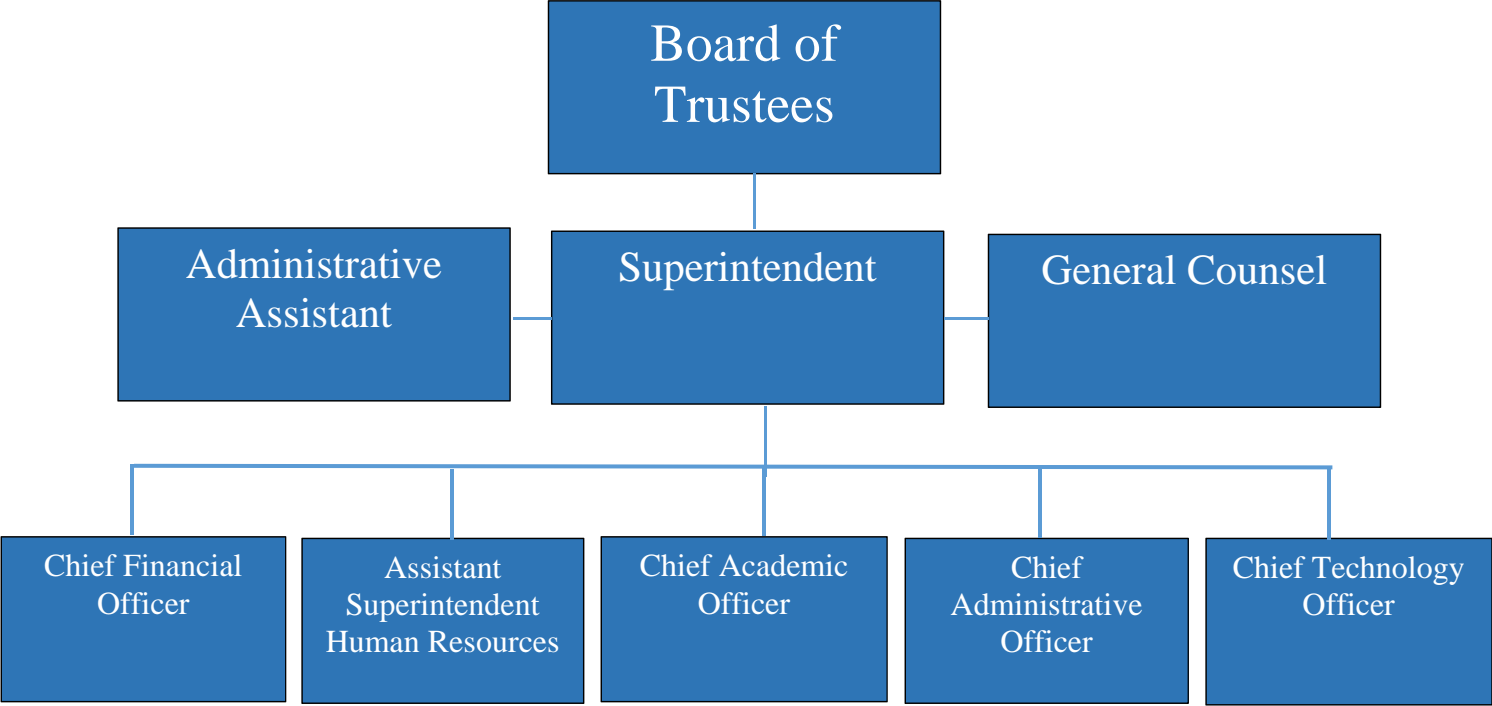 Board of
Trustees
Administrative
Assistant
Superintendent
General Counsel
Chief Financial
Officer
Assistant
Superintendent
Human Resources
Chief Academic
Officer
Chief
Administrative
Officer
Chief Technology
Officer